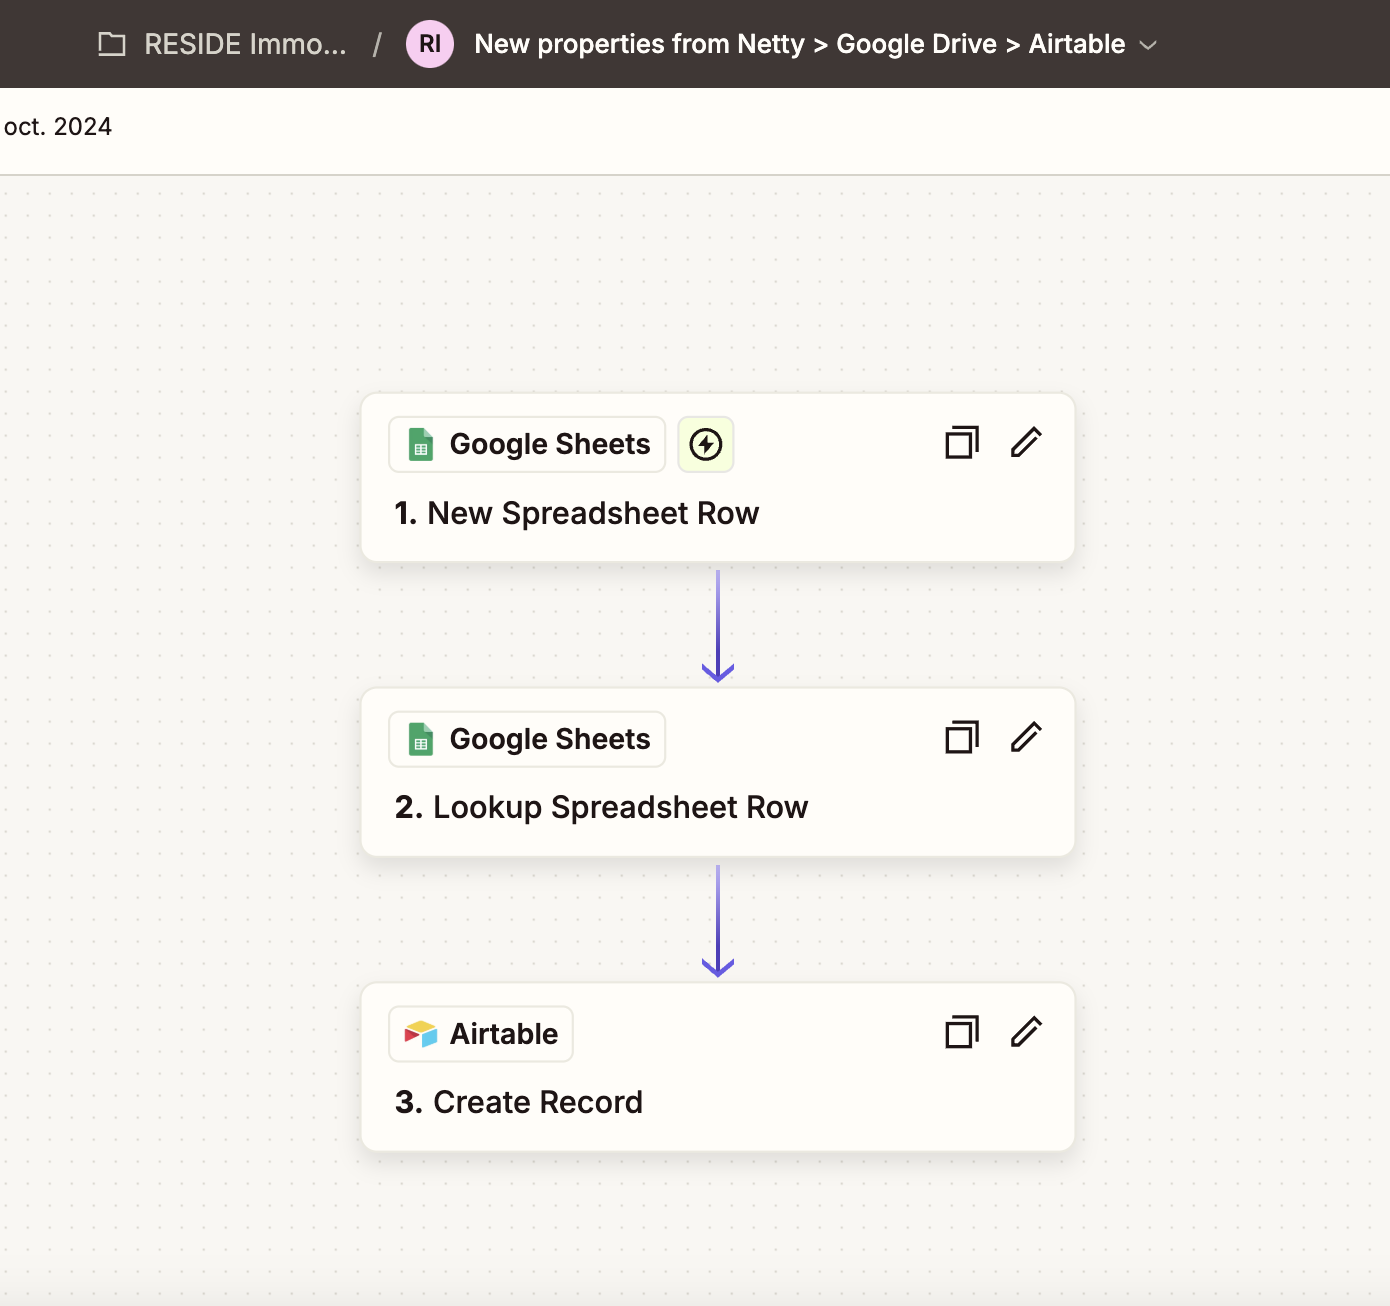 RESIDE Immo... / RI New properties from Netty > Google Drive > Airtable
oct. 2024
Google Sheets
1. New Spreadsheet Row
Google Sheets
2. Lookup Spreadsheet Row
Airtable
3. Create Record